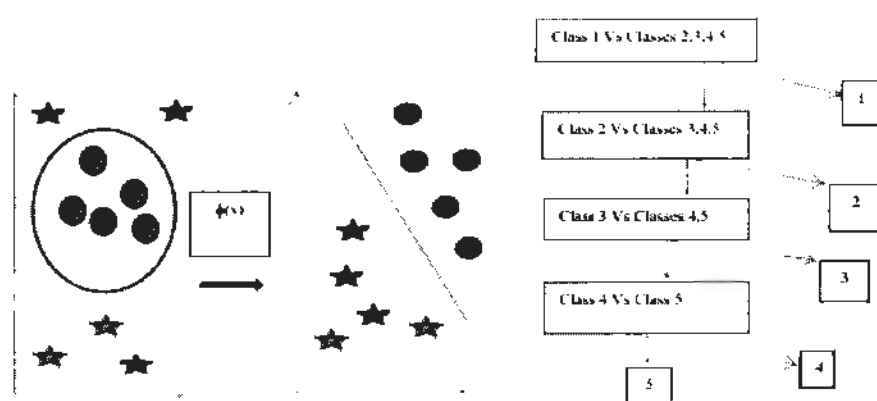 ϕ(x)
Class 1 Vs Classes 2,3,4,5
1
Class 2 Vs Classes 3,4,5
2
Class 3 Vs Classes 4,5
3
Class 4 Vs Class 5
4
5